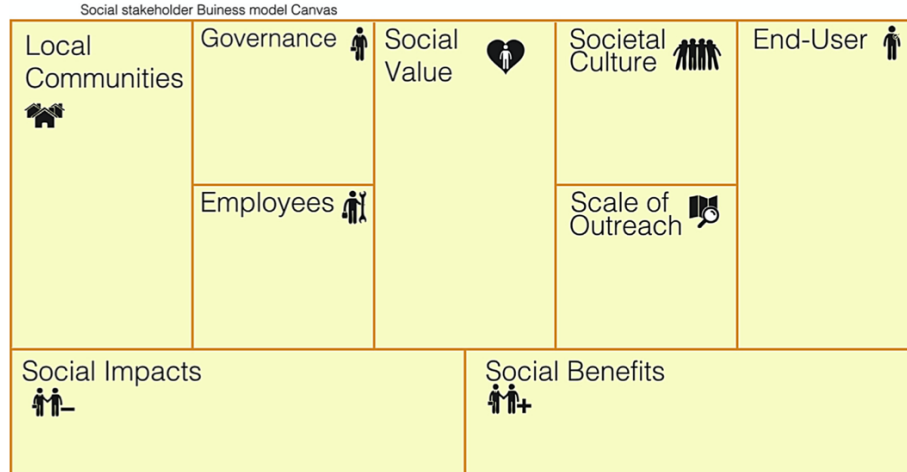 Social stakeholder Buiness model Canvas
Local
Communities
Governance
Employees
Social
Value
Societal
Culture
Scale of
Outreach
End-User
Social Impacts
Social Benefits